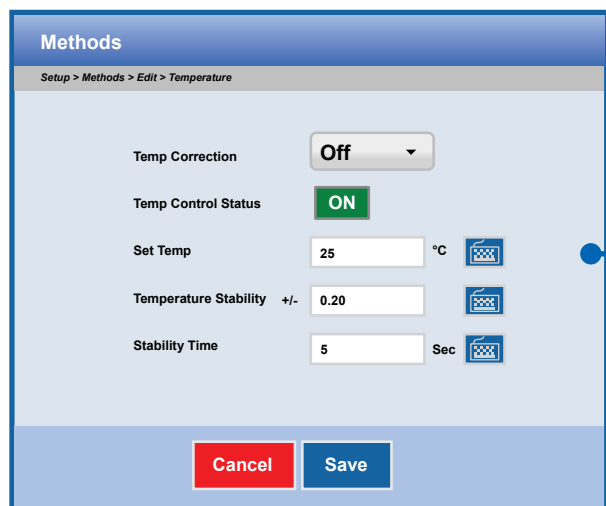 Methods
Setup > Methods > Edit > Temperature
Temp Correction Off
Temp Control Status ON
Set Temp 25 °C
Temperature Stability +/- 0.20
Stability Time 5 Sec
Cancel Save